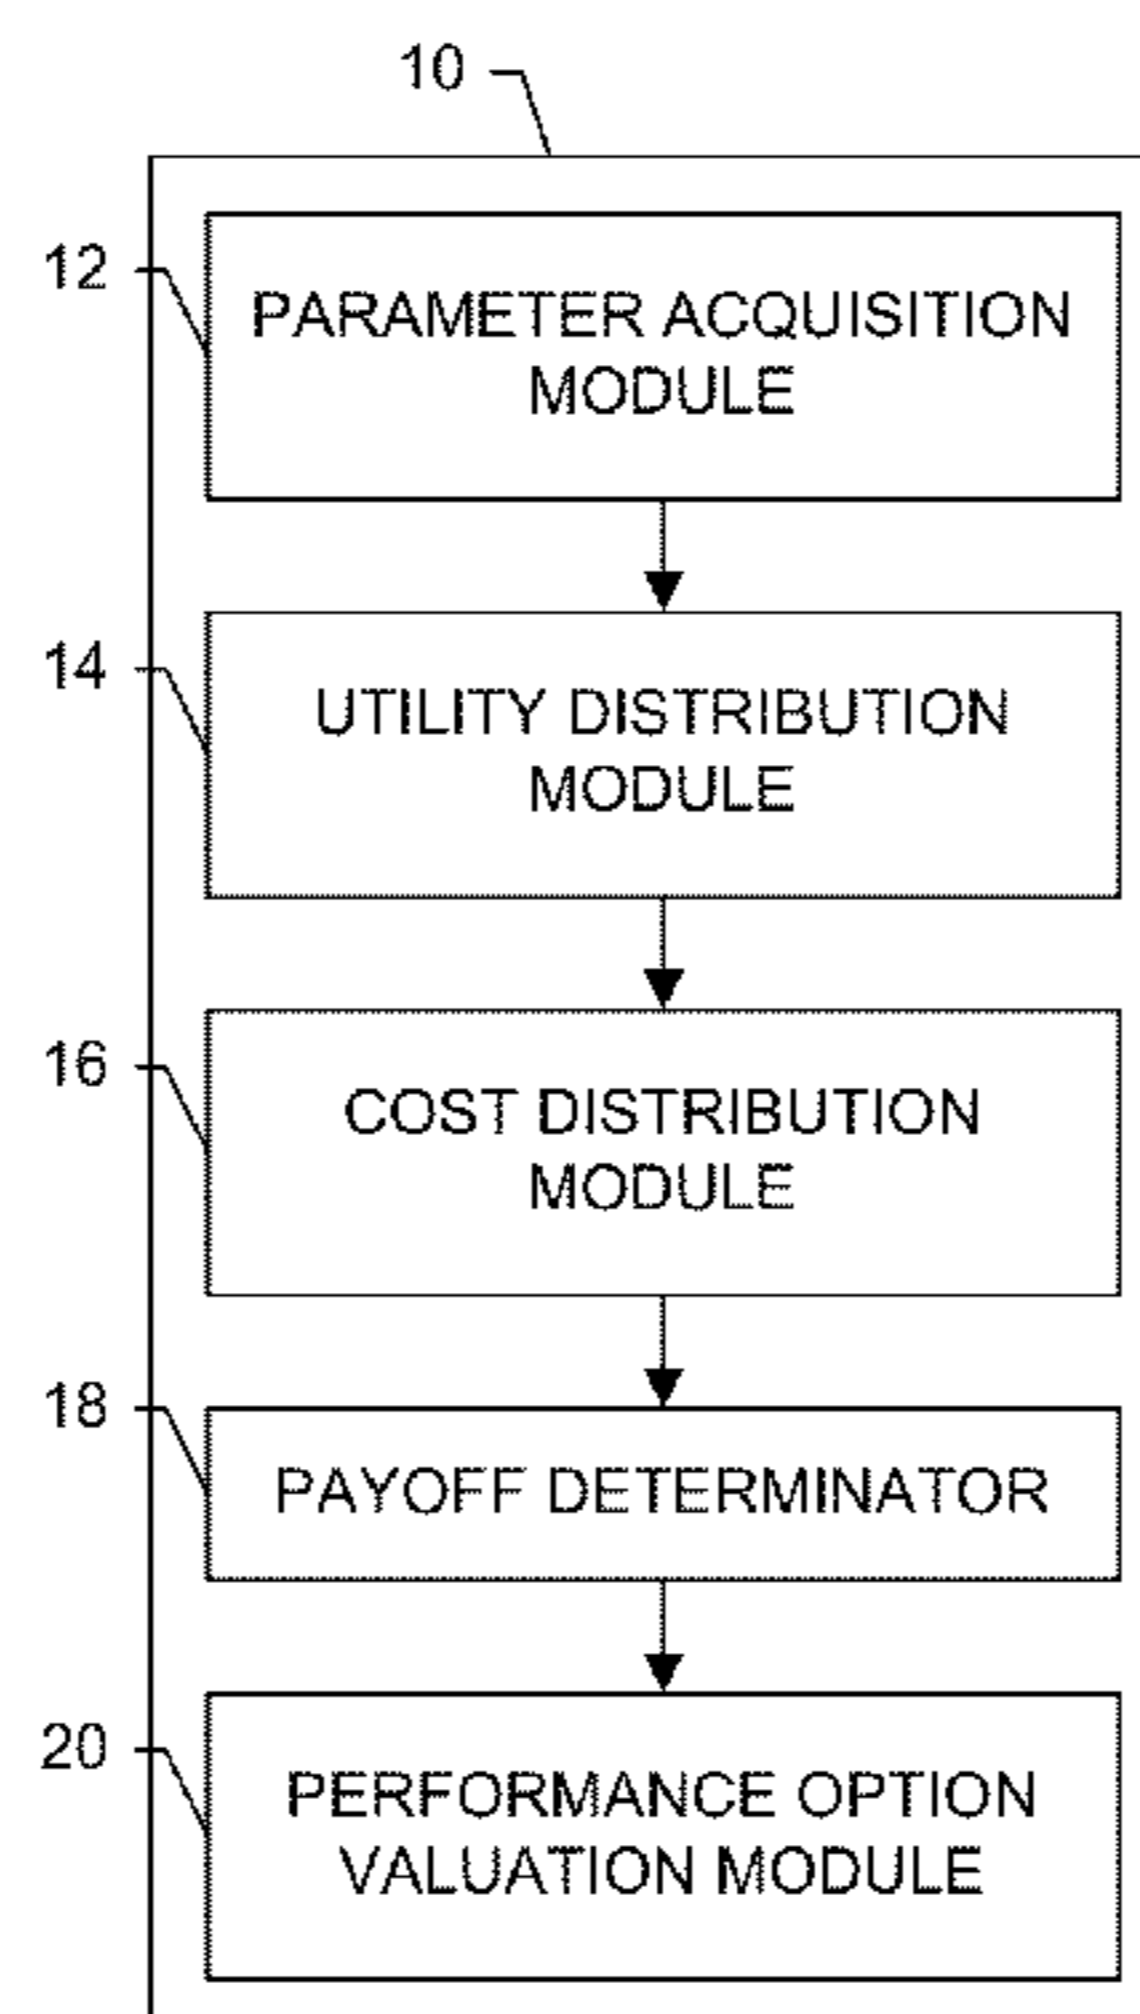 10
12
PARAMETER ACQUISITION
MODULE
14
UTILITY DISTRIBUTION
MODULE
16
COST DISTRIBUTION
MODULE
18
PAYOFF DETERMINATOR
20
PERFORMANCE OPTION
VALUATION MODULE